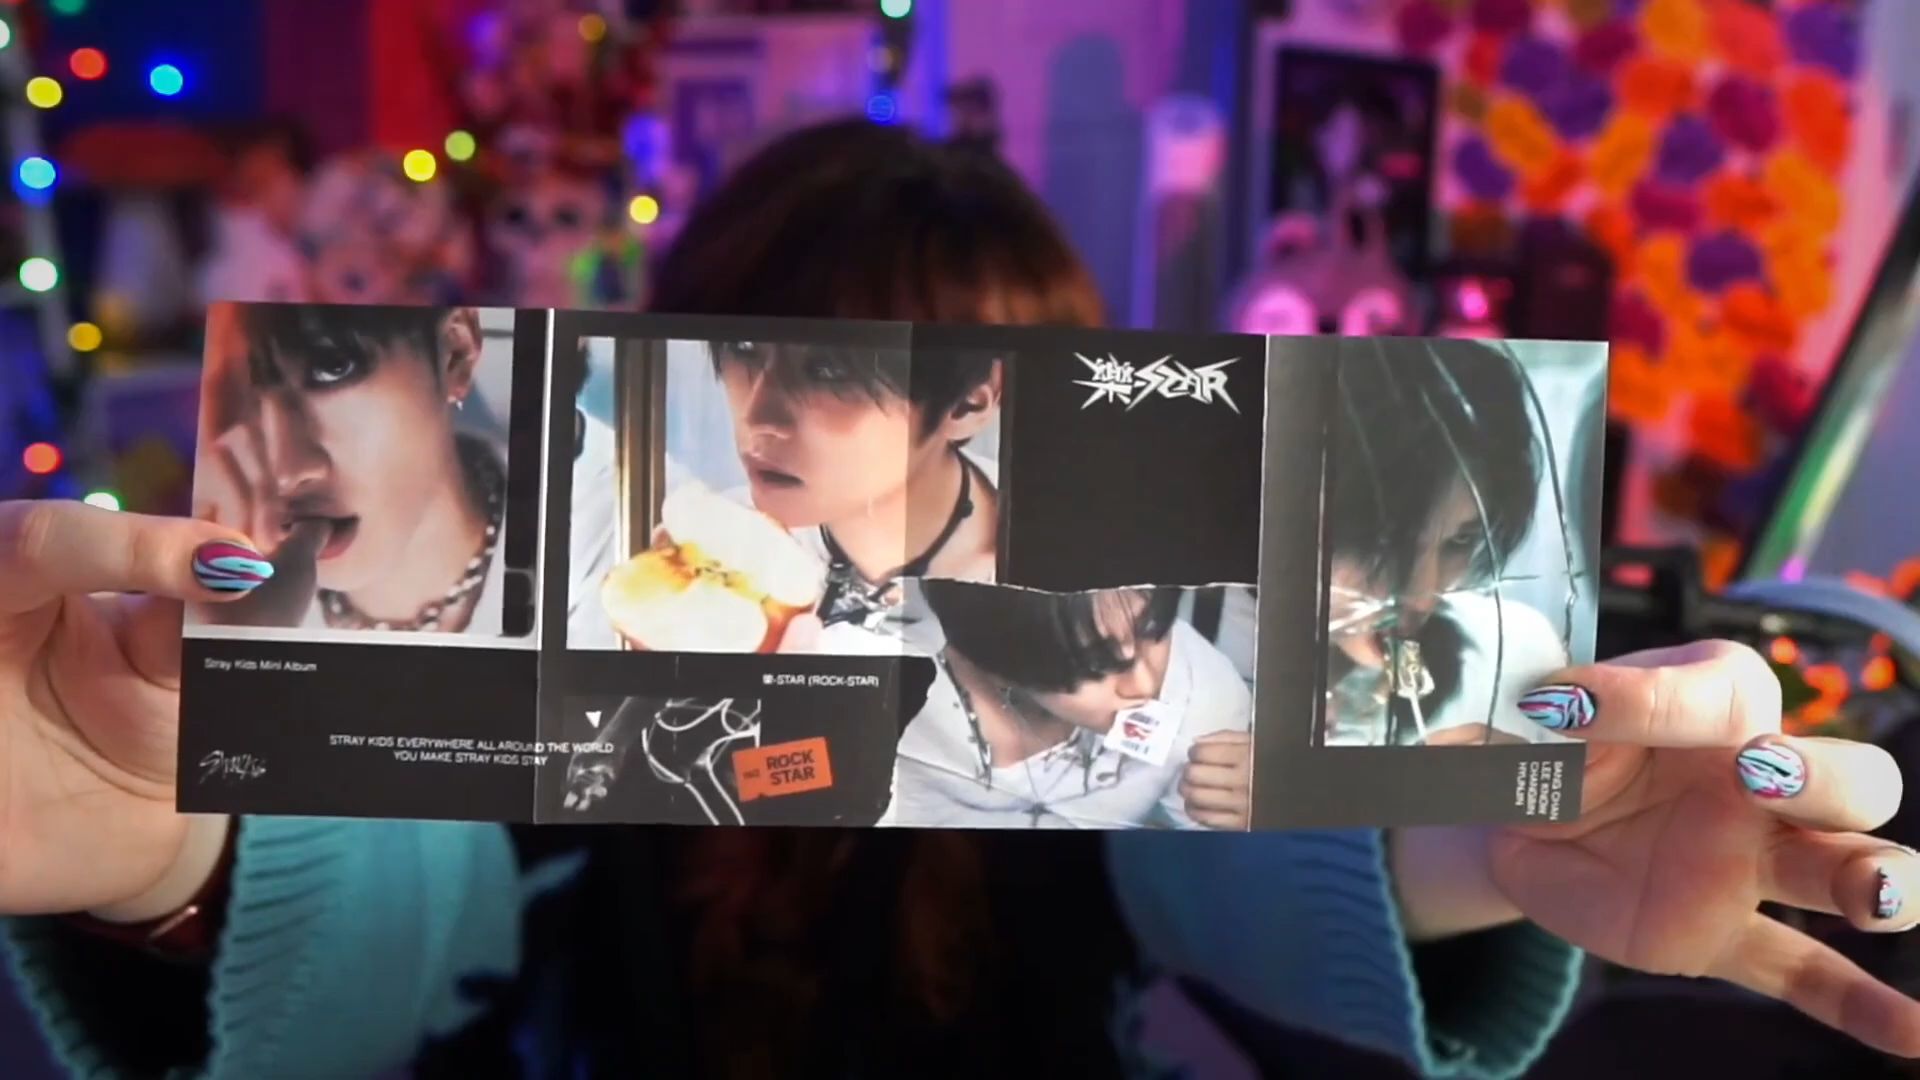 Stray Kids Mini Album
STRAY KIDS EVERYWHERE ALL AROUND THE WORLD
YOU MAKE STRAY KIDS STAY
樂-STAR (ROCK-STAR)
ROCK
STAR
樂-STAR
BANG CHAN
LEE KNOW
CHANGBIN
HYUNJIN